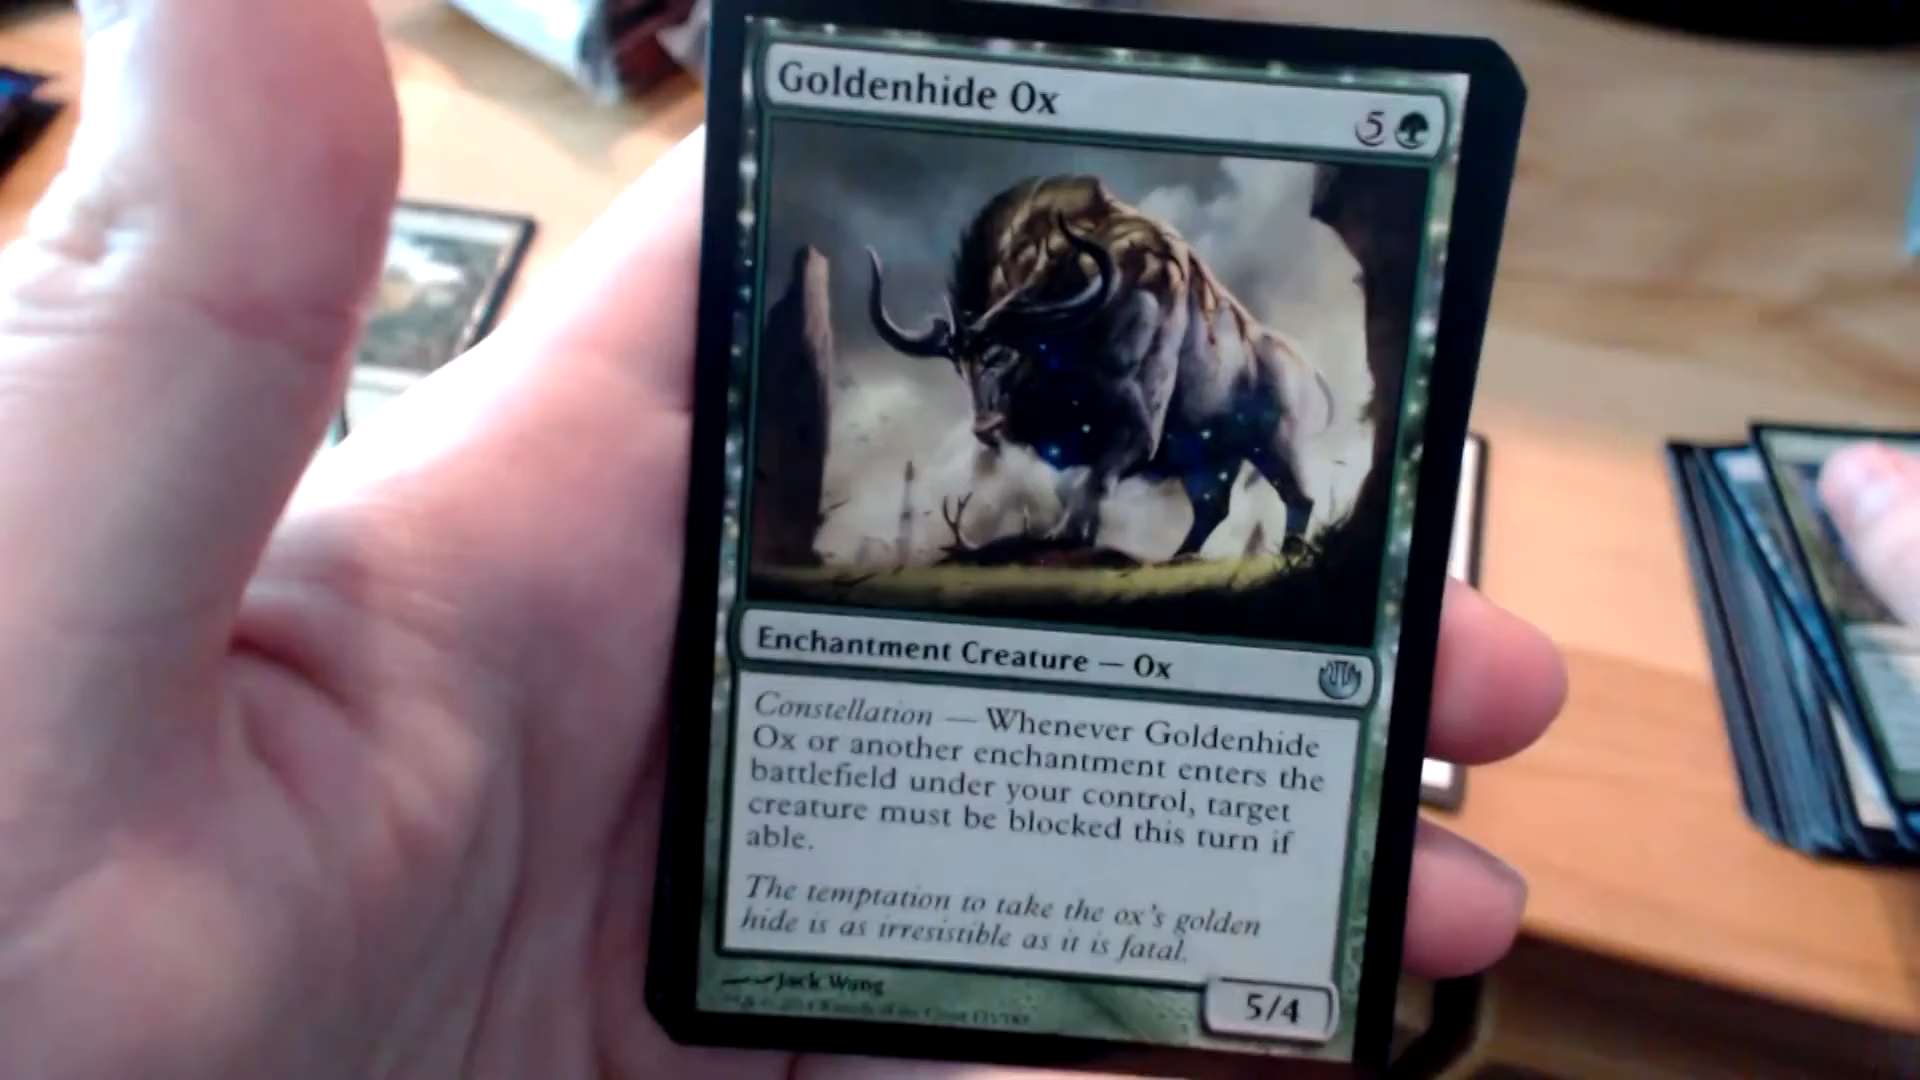 Goldenhide Ox
5
Enchantment Creature — Ox
Constellation — Whenever Goldenhide
Ox or another enchantment enters the
battlefield under your control, target
creature must be blocked this turn if
able.
The temptation to take the ox's golden
hide is as irresistible as it is fatal.
Jack Wang
5/4